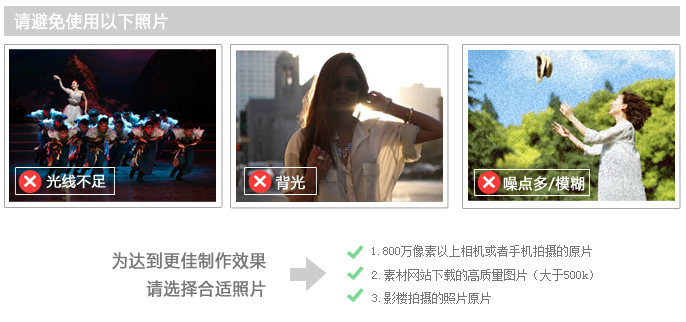 请避免使用以下照片
光线不足
背光
噪点多/模糊
为达到更佳制作效果
请选择合适照片
1.800万像素以上相机或者手机拍摄的原片
2.素材网站下载的高质量图片（大于500k）
3.影楼拍摄的照片原片